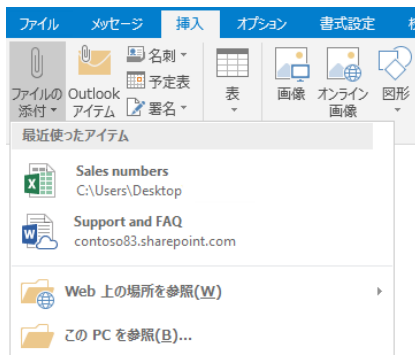 ファイル メッセージ 挿入 オプション 書式設定
ファイルの添付 Outlook アイテム 名刺 予定表 署名 表 画像 オンライン画像 図形
最近使ったアイテム
Sales numbers
C:\Users\Desktop
Support and FAQ
contoso83.sharepoint.com
Web 上の場所を参照(W)
この PC を参照(B)...